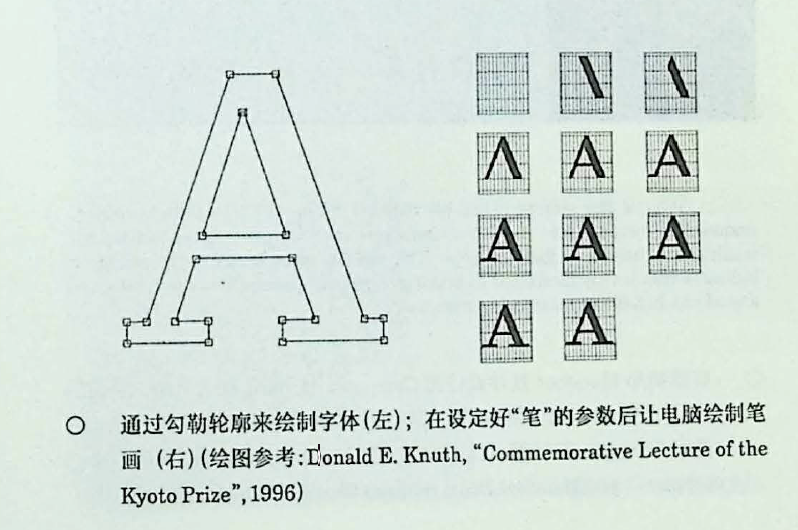 通过勾勒轮廓来绘制字体(左)；在设定好“笔”的参数后让电脑绘制笔
画（右）(绘图参考:Donald E. Knuth, “Commemorative Lecture of the
Kyoto Prize”,1996)